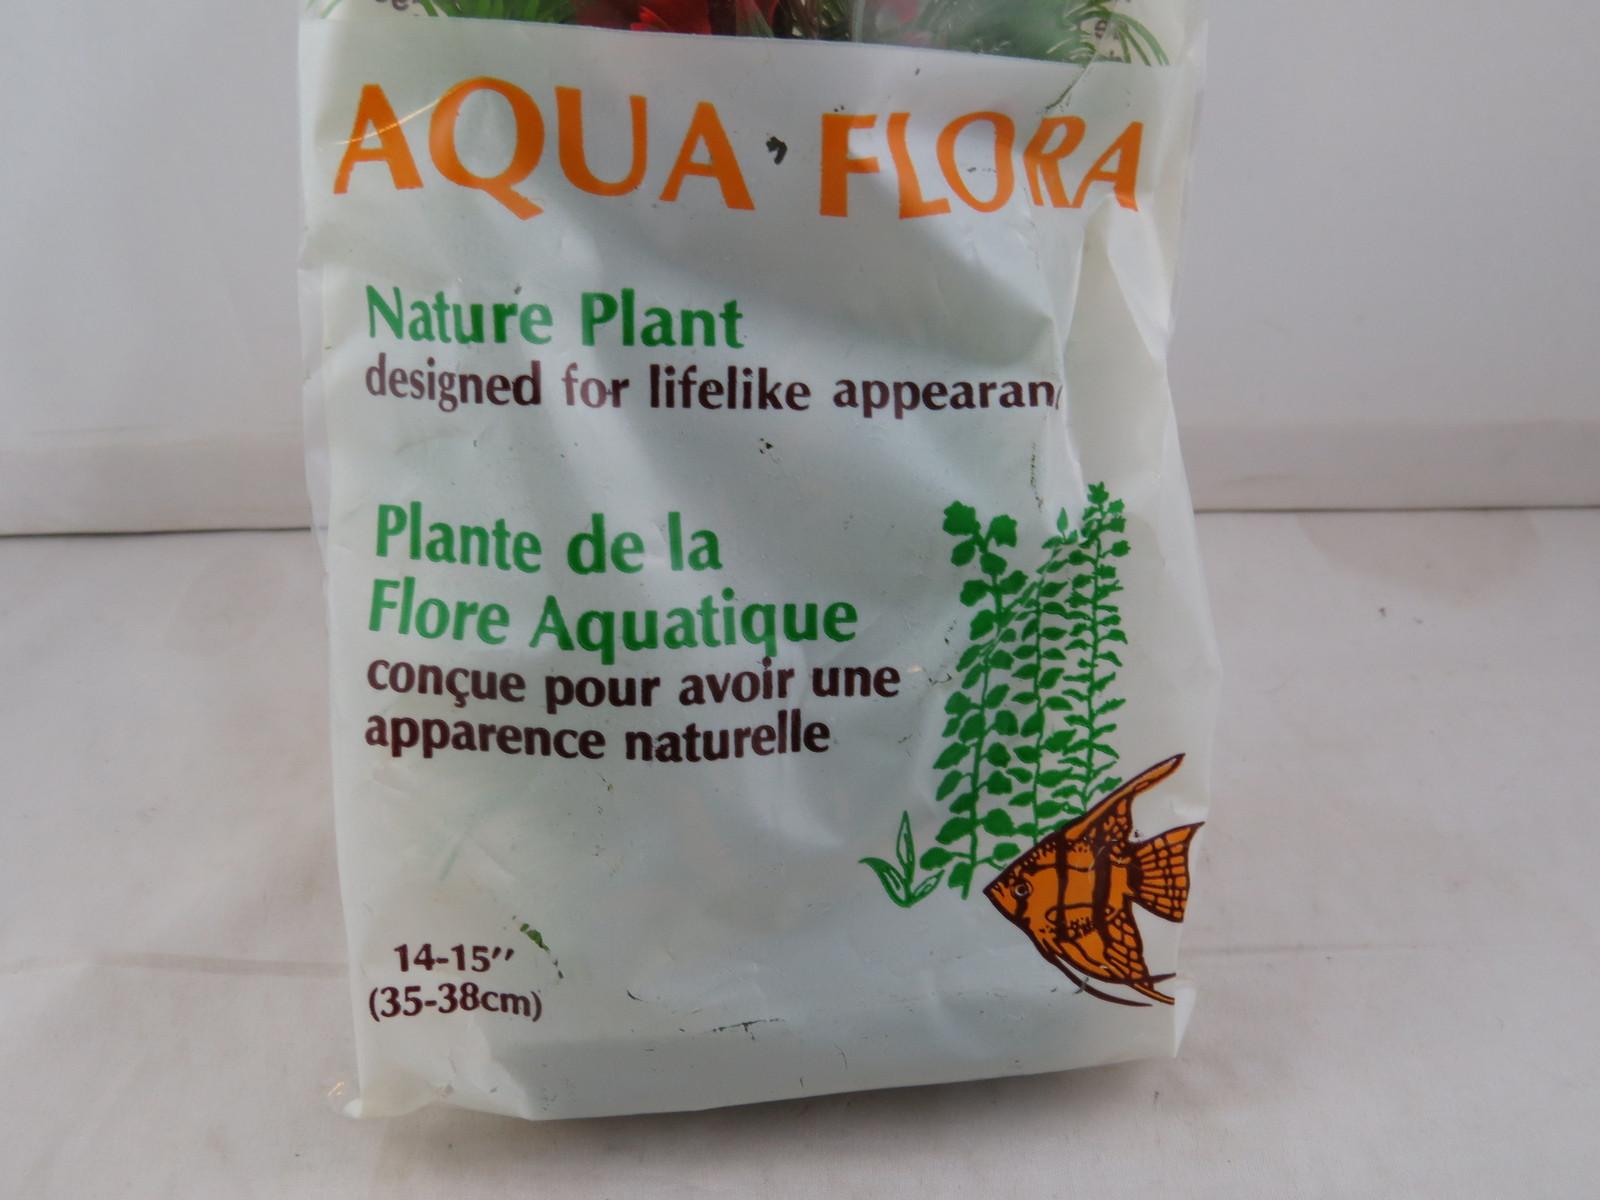 AQUA • FLORA
Nature Plant
designed for lifelike appearan
Plante de la
Flore Aquatique
conçue pour avoir une
apparence naturelle
14-15"
(35-38cm)